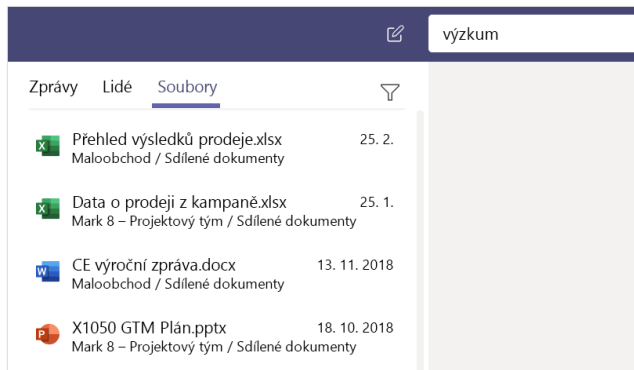 výzkum
Zprávy Lidé Soubory
Přehled výsledků prodeje.xlsx 25. 2.
Maloobchod / Sdílené dokumenty
Data o prodeji z kampaně.xlsx 25. 1.
Mark 8 – Projektový tým / Sdílené dokumenty
CE výroční zpráva.docx 13. 11. 2018
Maloobchod / Sdílené dokumenty
X1050 GTM Plán.pptx 18. 10. 2018
Mark 8 – Projektový tým / Sdílené dokumenty